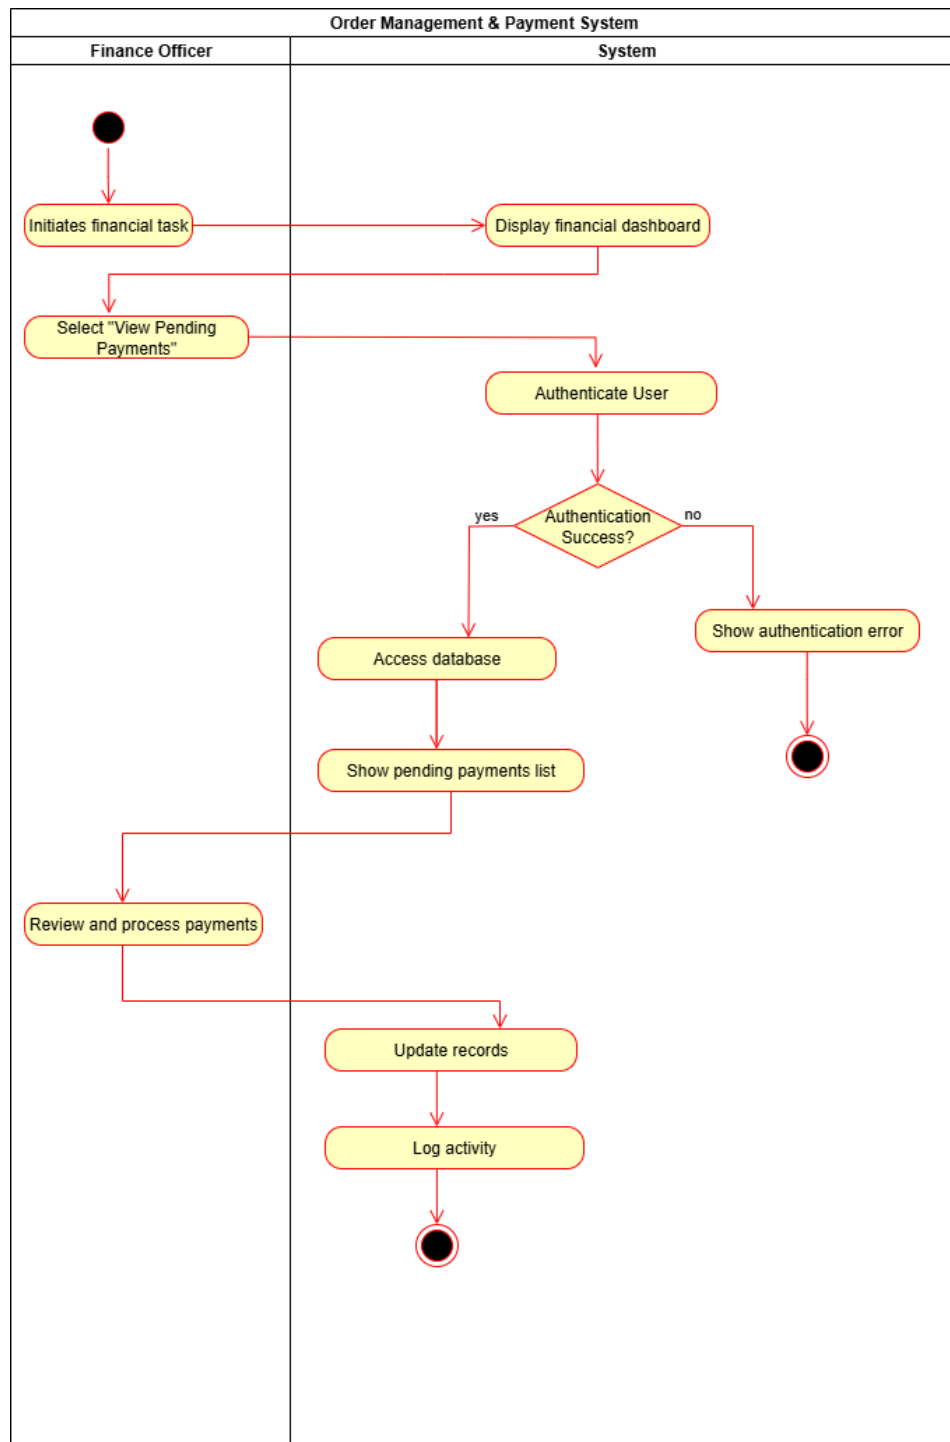 Order Management & Payment System
Finance Officer
System
Initiates financial task
Display financial dashboard
Select "View Pending
Payments"
Authenticate User
Authentication
Success?
yes
no
Show authentication error
Access database
Show pending payments list
Review and process payments
Update records
Log activity